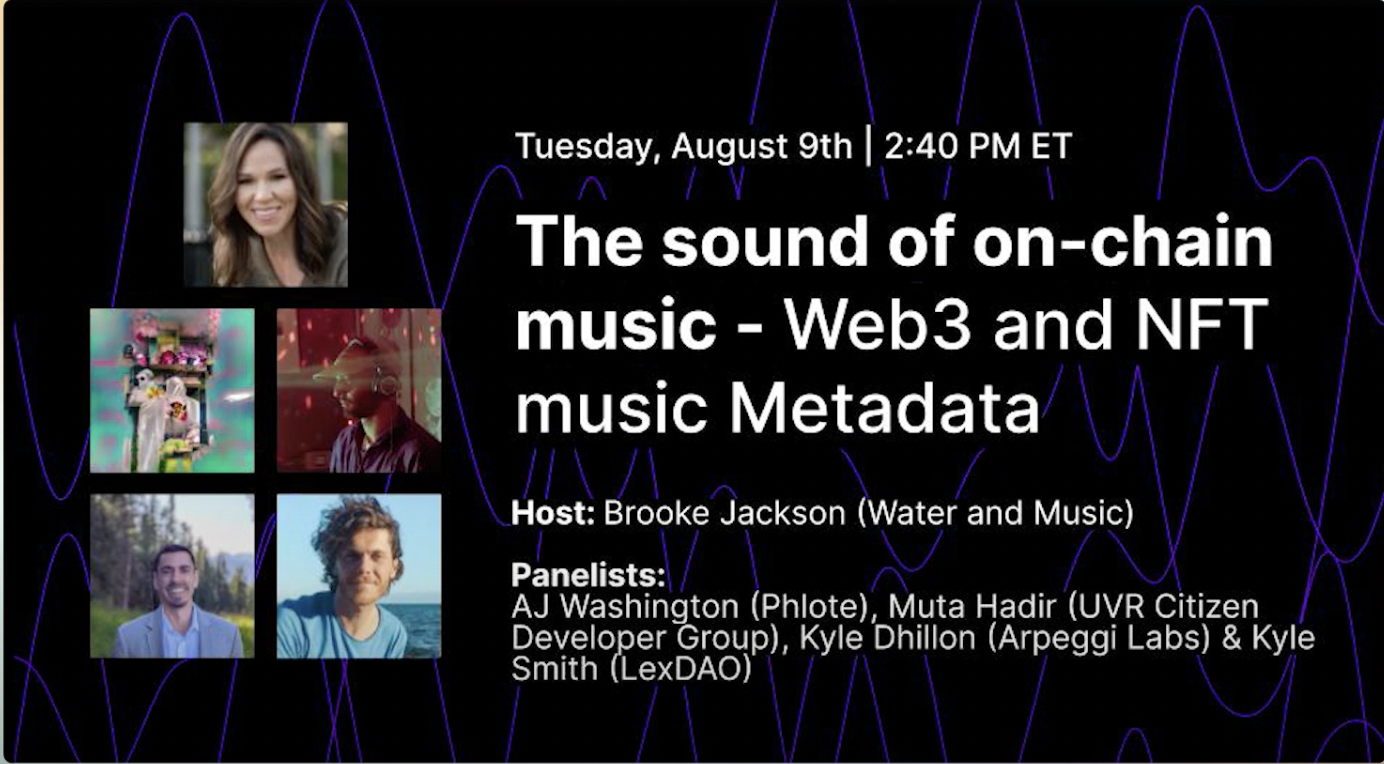 Tuesday, August 9th | 2:40 PM ET
The sound of on-chain
music - Web3 and NFT
music Metadata
Host: Brooke Jackson (Water and Music)
Panelists:
AJ Washington (Phlote), Muta Hadir (UVR Citizen
Developer Group), Kyle Dhillon (Arpeggi Labs) & Kyle
Smith (LexDAO)